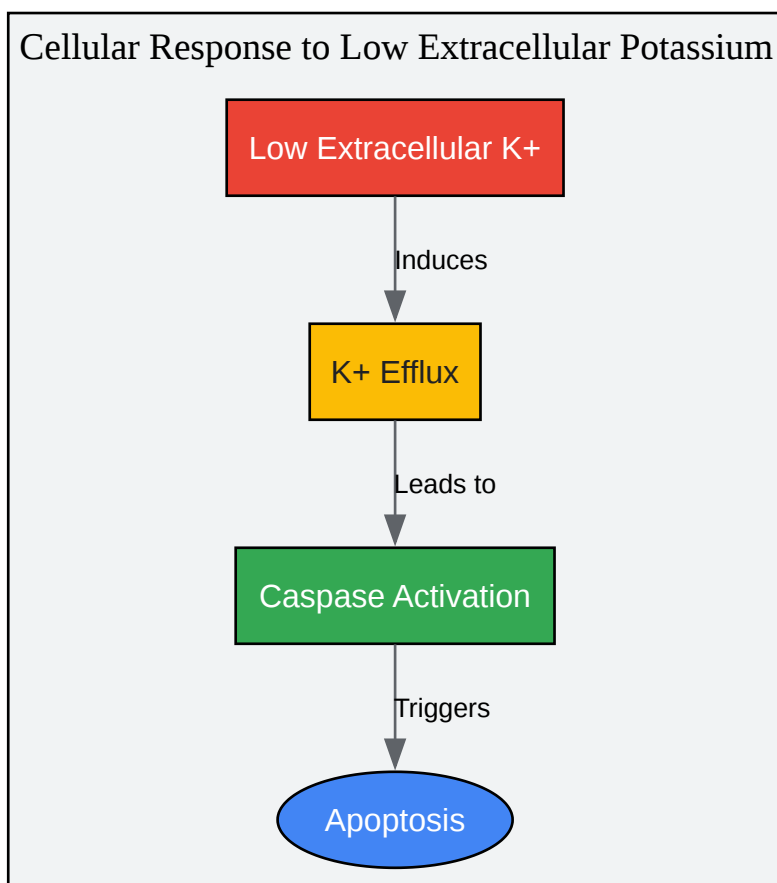 Cellular Response to Low Extracellular Potassium
Low Extracellular K+
Induces
K+ Efflux
Leads to
Caspase Activation
Triggers
Apoptosis